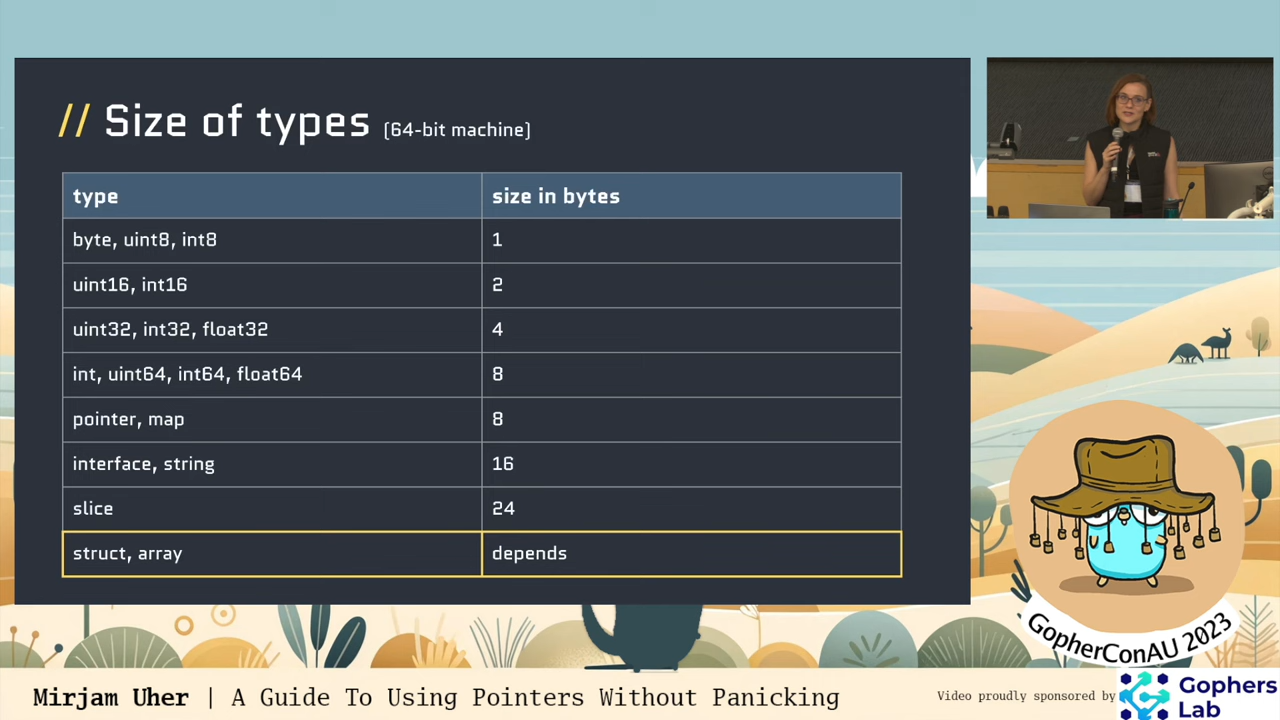 // Size of types (64-bit machine)
type size in bytes
byte, uint8, int8 1
uint16, int16 2
uint32, int32, float32 4
int, uint64, int64, float64 8
pointer, map 8
interface, string 16
slice 24
struct, array depends
GopherConAU 2023
Mirjam Uher | A Guide To Using Pointers Without Panicking
Video proudly sponsored by
Gophers
Lab